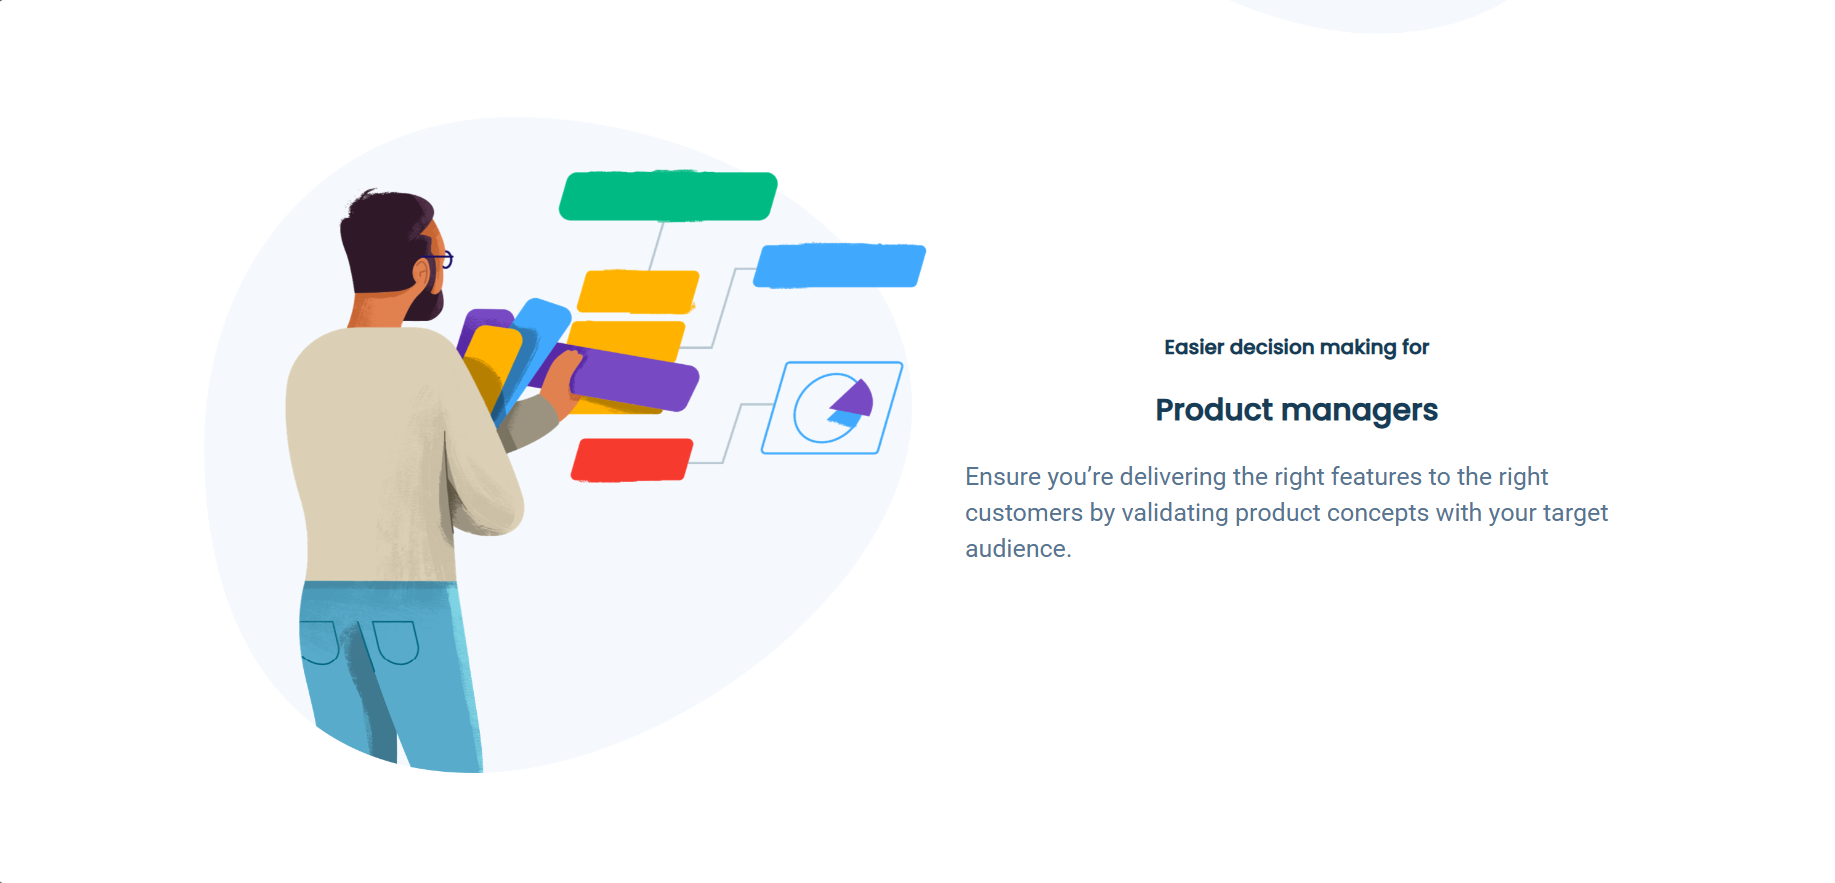 Easier decision making for
Product managers
Ensure you’re delivering the right features to the right
customers by validating product concepts with your target
audience.